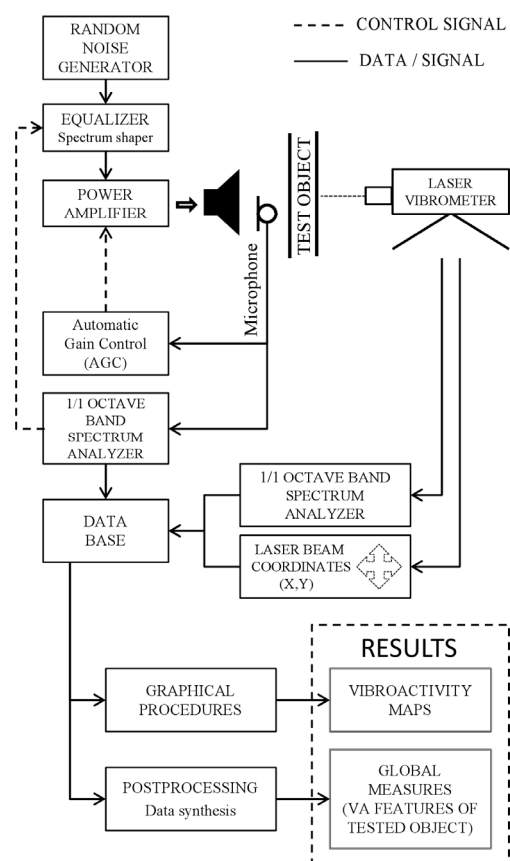 RANDOM
NOISE
GENERATOR
CONTROL SIGNAL
DATA / SIGNAL
EQUALIZER
Spectrum shaper
POWER
AMPLIFIER
Microphone
TEST OBJECT
LASER
VIBROMETER
Automatic
Gain Control
(AGC)
1/1 OCTAVE
BAND
SPECTRUM
ANALYZER
DATA
BASE
1/1 OCTAVE BAND
SPECTRUM
ANALYZER
LASER BEAM
COORDINATES
(X,Y)
RESULTS
GRAPHICAL
PROCEDURES
VIBROACTIVITY
MAPS
POSTPROCESSING
Data synthesis
GLOBAL
MEASURES
(VA FEATURES OF
TESTED OBJECT)